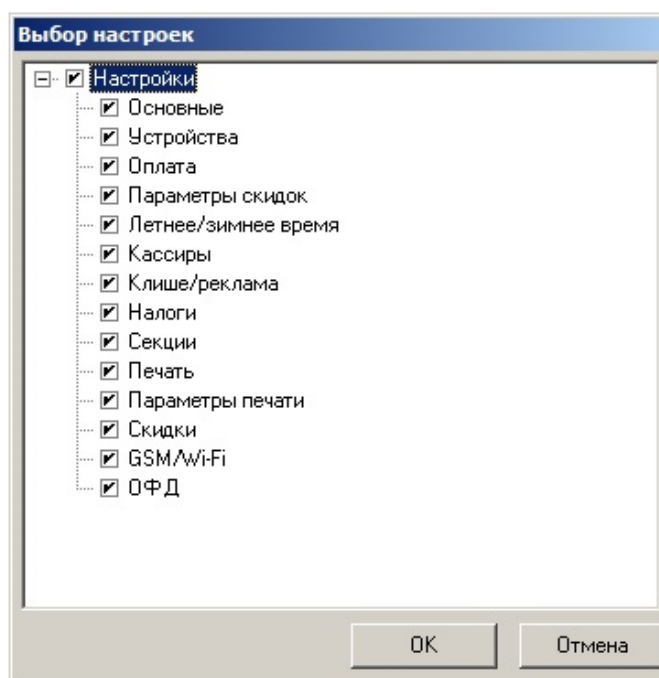 Выбор настроек
Настройки
Основные
Устройства
Оплата
Параметры скидок
Летнее/зимнее время
Кассиры
Клише/реклама
Налоги
Секции
Печать
Параметры печати
Скидки
GSM/Wi-Fi
ОФД
OK
Отмена